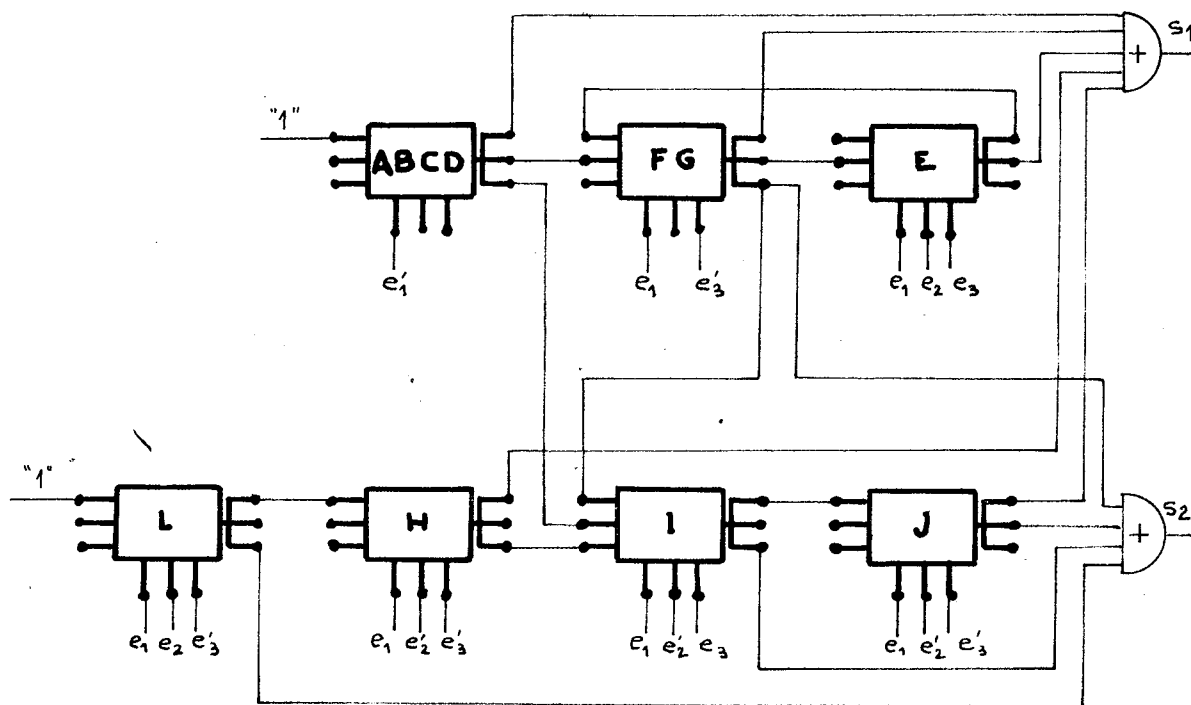 S1
+
"1"
ABCD
FG
E
e'1
e1 e'3
e1 e2 e3
"1"
L
H
I
J
S2
+
e1 e2 e'3
e1 e'2 e'3
e1 e'2 e3
e1 e'2 e'3